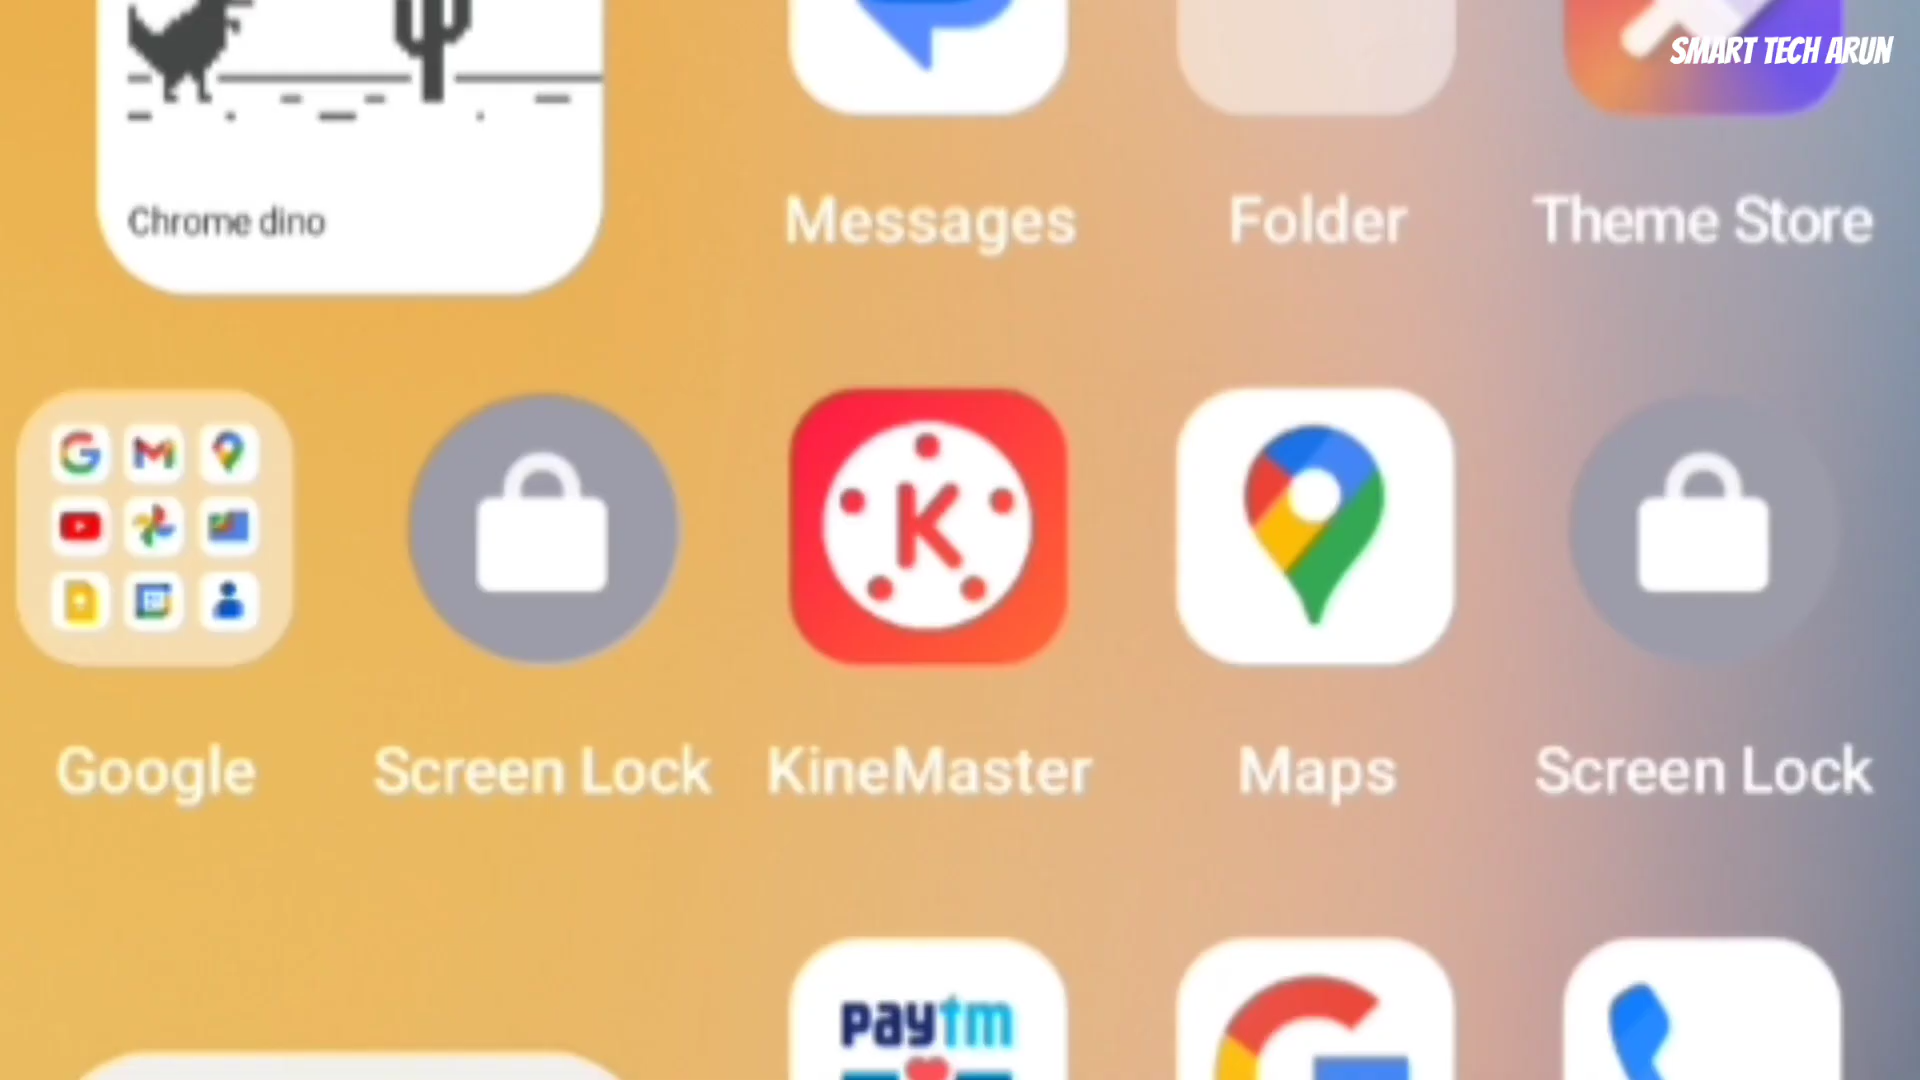 SMART TECH ARUN
Chrome dino
Messages
Folder
Theme Store
K
Google
Screen Lock
KineMaster
Maps
Screen Lock
paytm